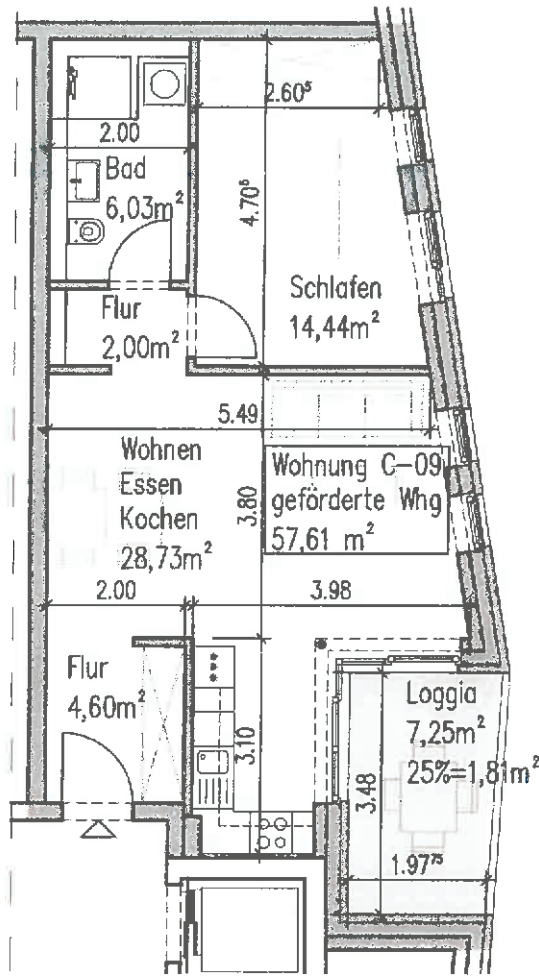 2.60⁵
2.00
Bad
6,03m²
4.70⁵
Schlafen
14,44m²
Flur
2,00m²
5.49
Wohnen
Essen
Kochen
28,73m²
Wohnung C-09
geförderte Whg
57,61 m²
3.80
2.00
3.98
Flur
4,60m²
3.10
Loggia
7,25m²
25%=1,81m²
3.48
1.97⁷⁵